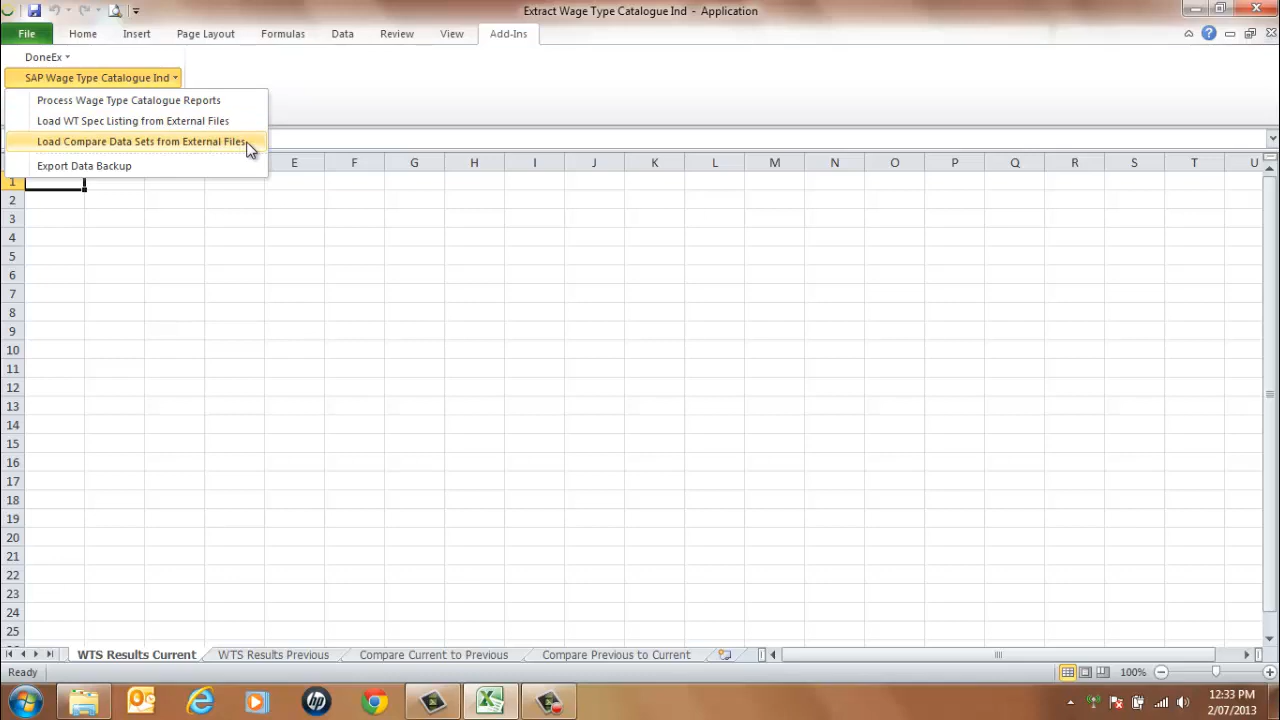 Extract Wage Type Catalogue Ind - Application
File Home Insert Page Layout Formulas Data Review View Add-Ins
DoneEx
SAP Wage Type Catalogue Ind
Process Wage Type Catalogue Reports
Load WT Spec Listing from External Files
Load Compare Data Sets from External Files
Export Data Backup
E F G H I J K L M N O P Q R S T U
1
2
3
4
5
6
7
8
9
10
11
12
13
14
15
16
17
18
19
20
21
22
23
24
25
WTS Results Current WTS Results Previous Compare Current to Previous Compare Previous to Current
Ready 100%
12:33 PM
2/07/2013